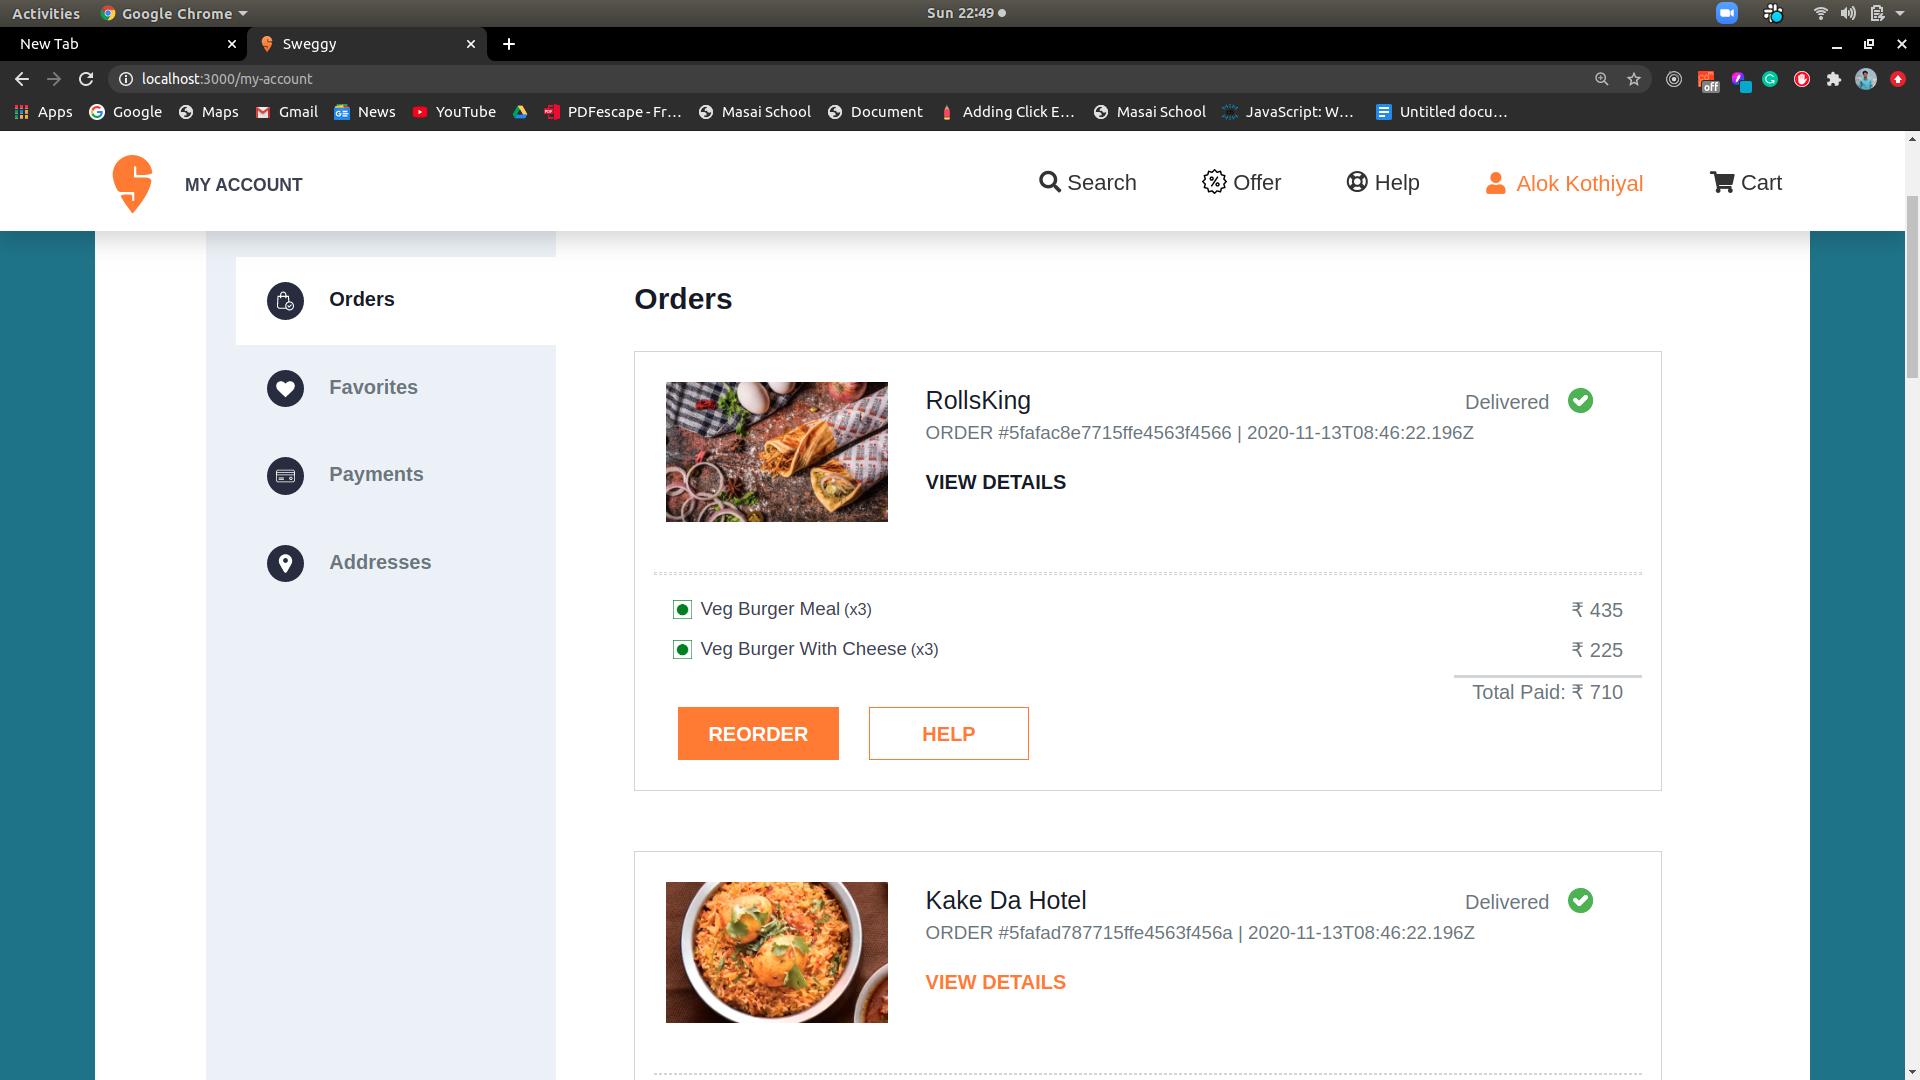 Activities Google Chrome Sun 22:49
New Tab Sweggy
localhost:3000/my-account
off
Apps Google Maps Gmail News YouTube PDFescape - Fr... Masai School Document Adding Click E... Masai School JavaScript: W... Untitled docu...
MY ACCOUNT Search Offer Help Alok Kothiyal Cart
Orders
Favorites
Payments
Addresses
Orders
RollsKing Delivered
ORDER #5fafac8e7715ffe4563f4566 | 2020-11-13T08:46:22.196Z
VIEW DETAILS
Veg Burger Meal (x3) ₹ 435
Veg Burger With Cheese (x3) ₹ 225
Total Paid: ₹ 710
REORDER HELP
Kake Da Hotel Delivered
ORDER #5fafad787715ffe4563f456a | 2020-11-13T08:46:22.196Z
VIEW DETAILS